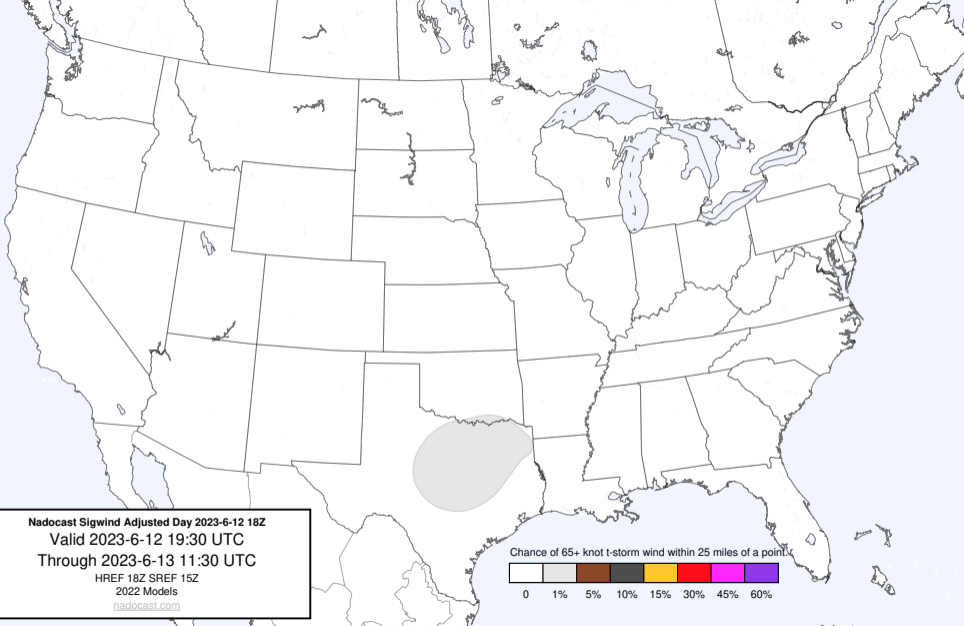 Nadocast Sigwind Adjusted Day 2023-6-12 18Z
Valid 2023-6-12 19:30 UTC
Through 2023-6-13 11:30 UTC
HREF 18Z SREF 15Z
2022 Models
nadocast.com
Chance of 65+ knot t-storm wind within 25 miles of a point.
0 1% 5% 10% 15% 30% 45% 60%